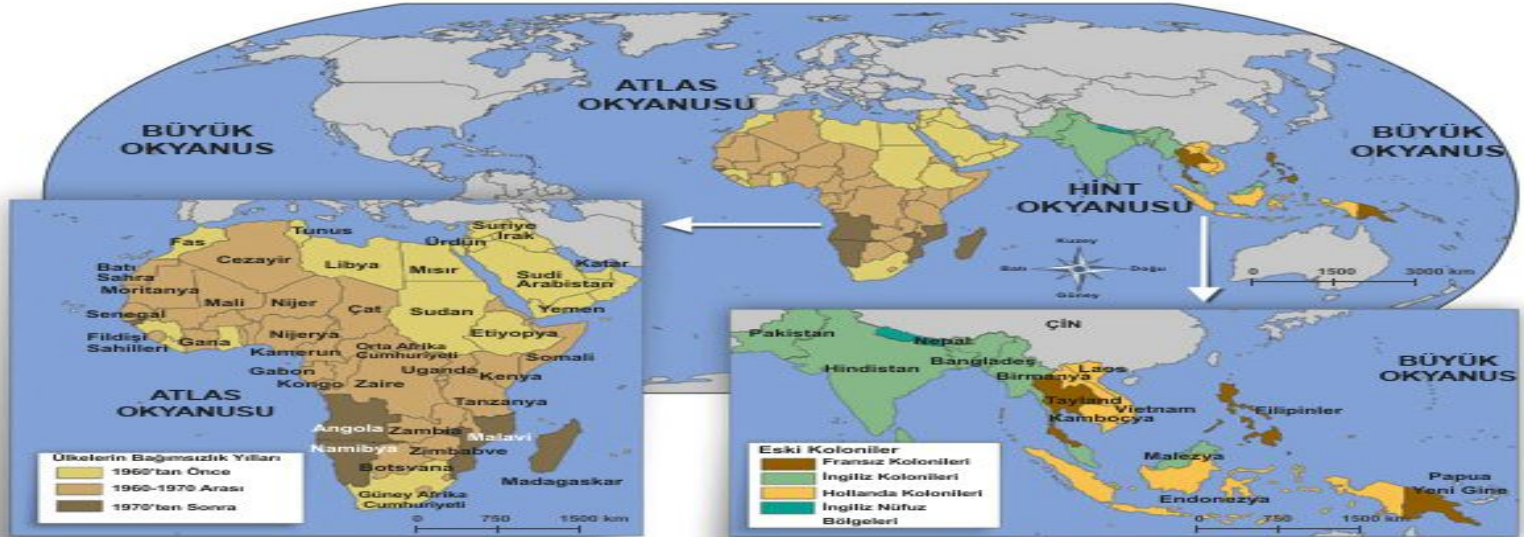 ATLAS
OKYANUSU
BÜYÜK
OKYANUS
BÜYÜK
OKYANUS
HİNT
OKYANUSU
Kuzey
Batı
Doğu
Güney
0 1500 3000 km
Fas
Tunus
Suriye
Irak
Ürdün
Cezayir
Libya
Mısır
Katar
Batı
Sahra
Sudi
Arabistan
Moritanya
Mali
Nijer
Çat
Sudan
Yemen
Senegal
Etiyopya
Fildişi
Sahilleri
Gana
Nijerya
Orta Afrika
Cumhuriyeti
Somali
Kamerun
Gabon
Uganda
Kenya
Kongo
Zaire
ATLAS
OKYANUSU
Tanzanya
Angola
Zambia
Malavi
Namibya
Zimbabve
Botsvana
Madagaskar
Güney Afrika
Cumhuriyeti
Ülkelerin Bağımsızlık Yılları
1960'tan Önce
1960-1970 Arası
1970'ten Sonra
0 750 1500 km
ÇİN
Pakistan
Nepal
Bangladeş
Hindistan
Birmanya
Laos
BÜYÜK
OKYANUS
Tayland
Vietnam
Kamboçya
Filipinler
Malezya
Endonezya
Papua
Yeni Gine
Eski Koloniler
Fransız Kolonileri
İngiliz Kolonileri
Hollanda Kolonileri
İngiliz Nüfuz
Bölgeleri
0 750 1500 km